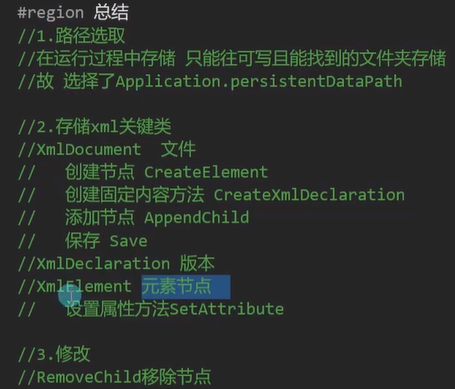 #region 总结
//1.路径选取
//在运行过程中存储 只能往可写且能找到的文件夹存储
//故 选择了Application.persistentDataPath
//2.存储xml关键类
//XmlDocument  文件
//   创建节点 CreateElement
//   创建固定内容方法 CreateXmlDeclaration
//   添加节点 AppendChild
//   保存 Save
//XmlDeclaration 版本
//XmlElement 元素节点
//   设置属性方法SetAttribute
//3.修改
//RemoveChild移除节点